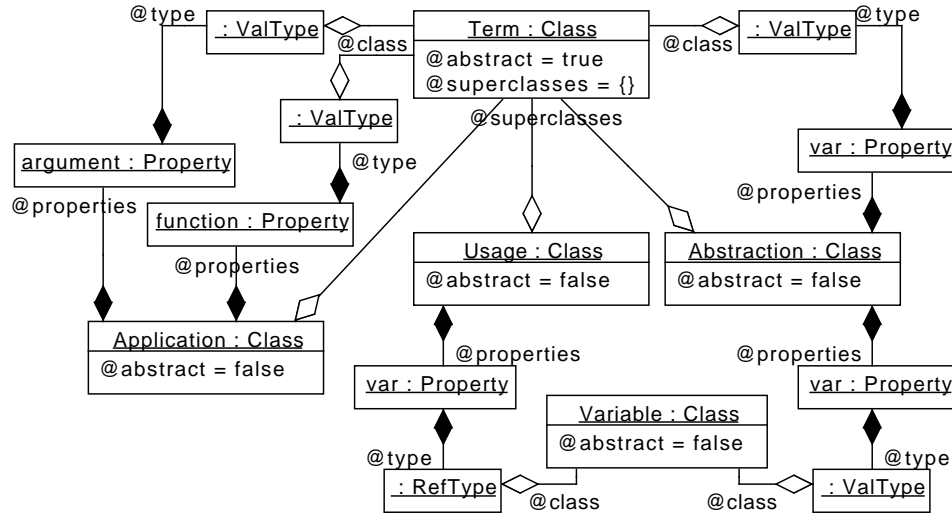 @type
: ValType
@class
Term : Class
@abstract = true
@superclasses = {}
@class
: ValType
@type
: ValType
@superclasses
argument : Property
@type
var : Property
@properties
function : Property
@properties
@properties
Usage : Class
@abstract = false
Abstraction : Class
@abstract = false
Application : Class
@abstract = false
@properties
@properties
var : Property
Variable : Class
@abstract = false
var : Property
@type
: RefType
@class
@class
: ValType
@type